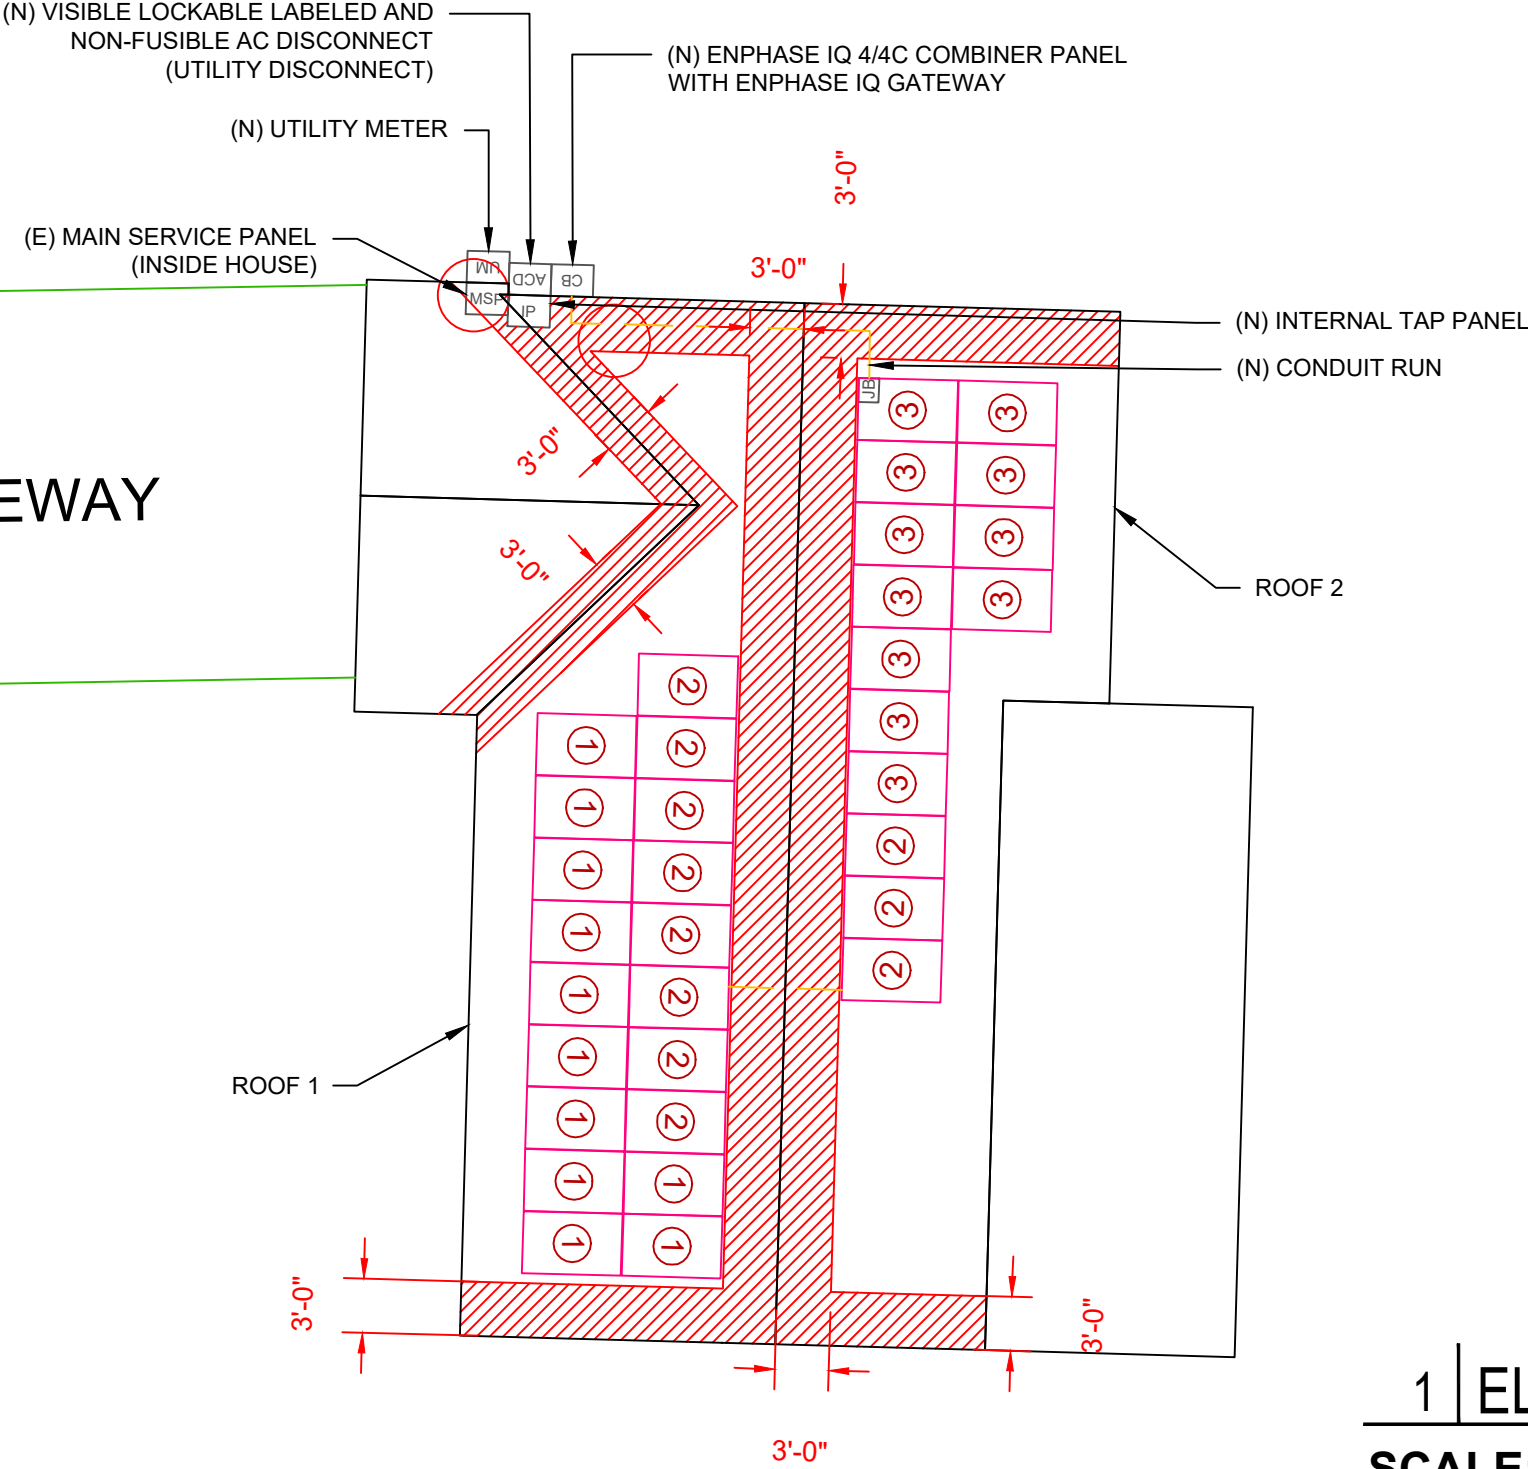 (N) VISIBLE LOCKABLE LABELED AND
NON-FUSIBLE AC DISCONNECT
(UTILITY DISCONNECT)
(N) ENPHASE IQ 4/4C COMBINER PANEL
WITH ENPHASE IQ GATEWAY
(N) UTILITY METER
3'-0"
(E) MAIN SERVICE PANEL
(INSIDE HOUSE)
3'-0"
UM
ACD
CB
MSP
IP
(N) INTERNAL TAP PANEL
(N) CONDUIT RUN
JB
3 3
3'-0"
3 3
EWAY
3 3
3'-0"
3 3
ROOF 2
3
2
3
1 2
3
1 2
2
1 2
2
1 2
2
1 2
1 2
ROOF 1
1 2
1 1
1 1
3'-0"
3'-0"
3'-0"
1 EL
SCALE